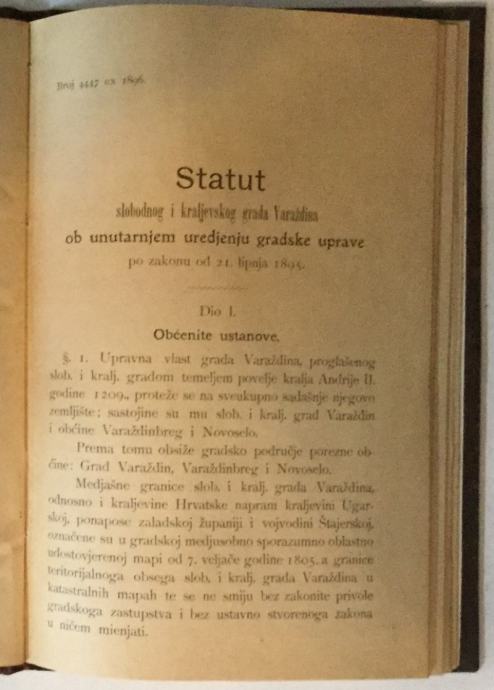 Broj 4447 ex 1896.
Statut
slobodnog i kraljevskog grada Varaždina
ob unutarnjem uredjenju gradske uprave
po zakonu od 21. lipnja 1895.
Dio I.
Obćenite ustanove.
§. 1. Upravna vlast grada Varaždina, proglašenog
slob. i kralj. gradom temeljem povelje kralja Andrije II.
godine 1209., proteže se na sveukupno sadašnje njegovo
zemljište; sastojine su mu slob. i kralj. grad Varaždin
i obćine Varaždinbreg i Novoselo.
Prema tomu obsiže gradsko područje porezne ob-
ćine: Grad Varaždin, Varaždinbreg i Novoselo.
Medjašne granice slob. i kralj. grada Varaždina,
odnosno i kraljevine Hrvatske napram kraljevini Ugar-
skoj, ponapose zaladskoj županiji i vojvodini Štajerskoj,
označene su u gradskoj medjusobno sporazumno oblastno
udostovjerenoj mapi od 7. veljače godine 1805. a granice
teritorijalnoga obsega slob. i kralj. grada Varaždina u
katastralnih mapah te se ne smiju bez zakonite privole
gradskoga zastupstva i bez ustavno stvorenoga zakona
u ničem mienjati.